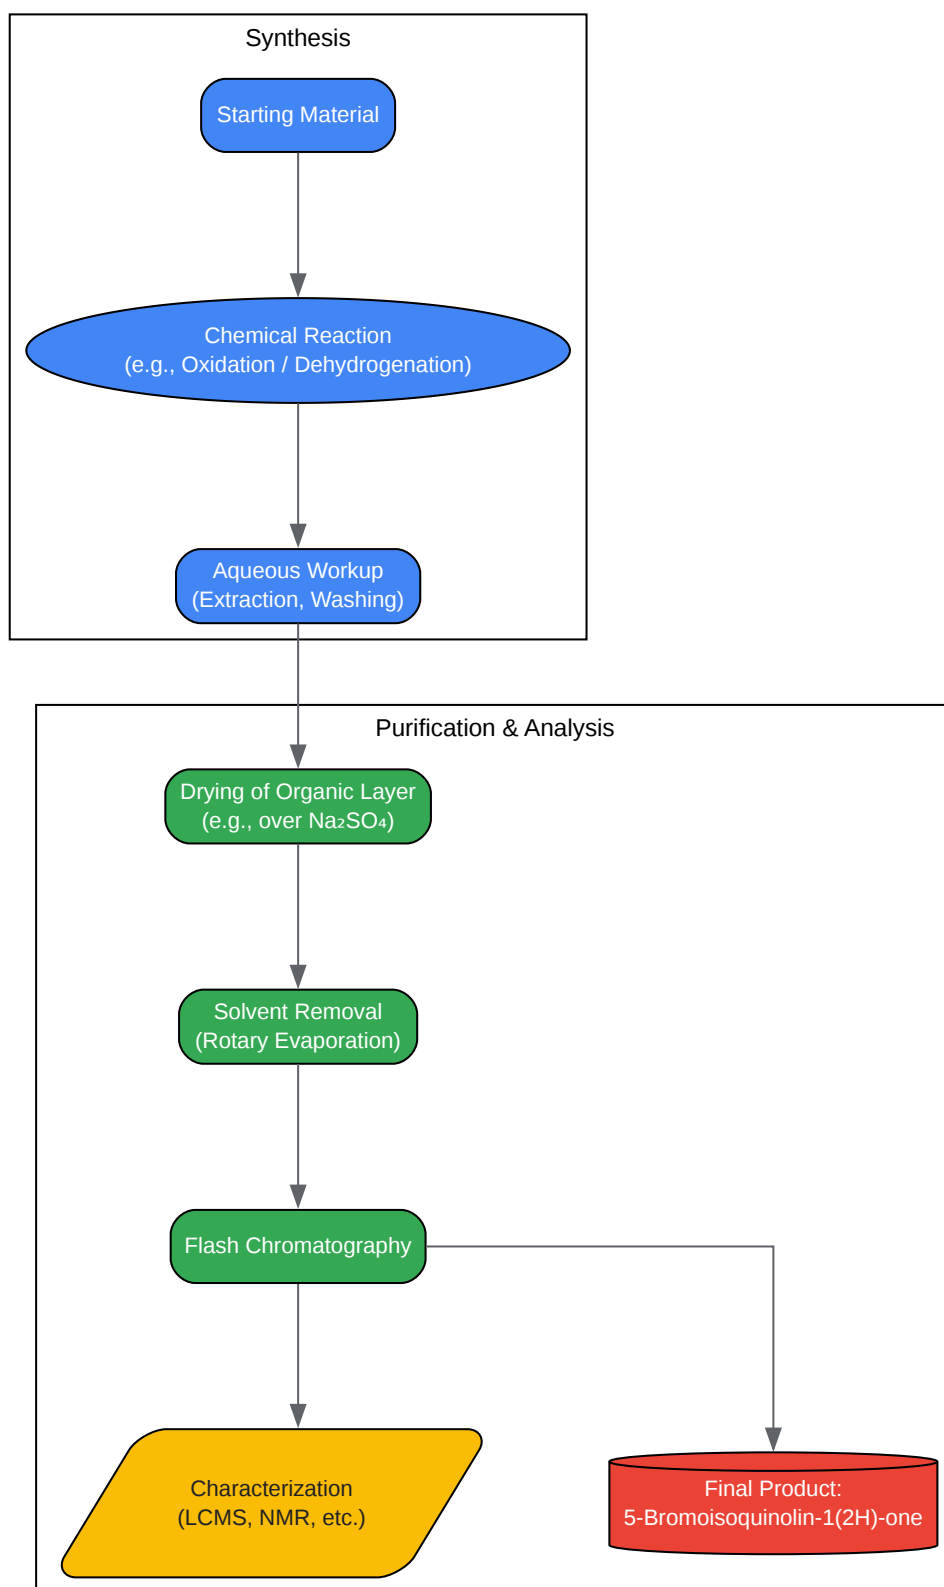 Synthesis
Starting Material
Chemical Reaction
(e.g., Oxidation / Dehydrogenation)
Aqueous Workup
(Extraction, Washing)
Purification & Analysis
Drying of Organic Layer
(e.g., over Na₂SO₄)
Solvent Removal
(Rotary Evaporation)
Flash Chromatography
Characterization
(LCMS, NMR, etc.)
Final Product:
5-Bromoisoquinolin-1(2H)-one